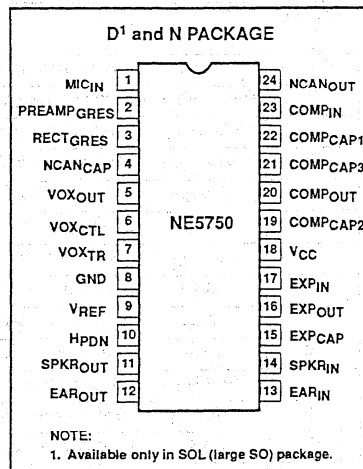 D1 and N PACKAGE
MICIN 1 24 NCANOUT
PREAMPGRES 2 23 COMPIN
RECTGRES 3 22 COMPCAP1
NCANCAP 4 21 COMPCAP3
VOXOUT 5 20 COMPOUT
VOXCTL 6 NE5750 19 COMPCAP2
VOXTR 7 18 VCC
GND 8 17 EXPIN
VREF 9 16 EXPOUT
HPDN 10 15 EXPCAP
SPKROUT 11 14 SPKRIN
EAROUT 12 13 EARIN
NOTE:
1. Available only in SOL (large SO) package.